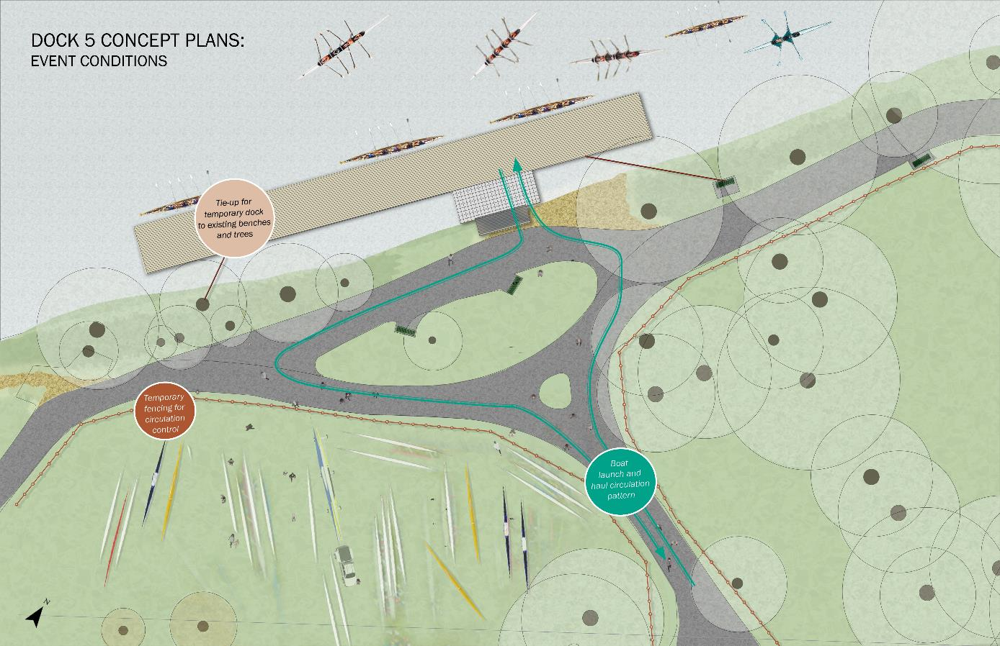 DOCK 5 CONCEPT PLANS:
EVENT CONDITIONS
Tie-up for
temporary dock
to existing benches
and trees
Temporary
fencing for
circulation
control
Boat
launch and
haul circulation
pattern
N